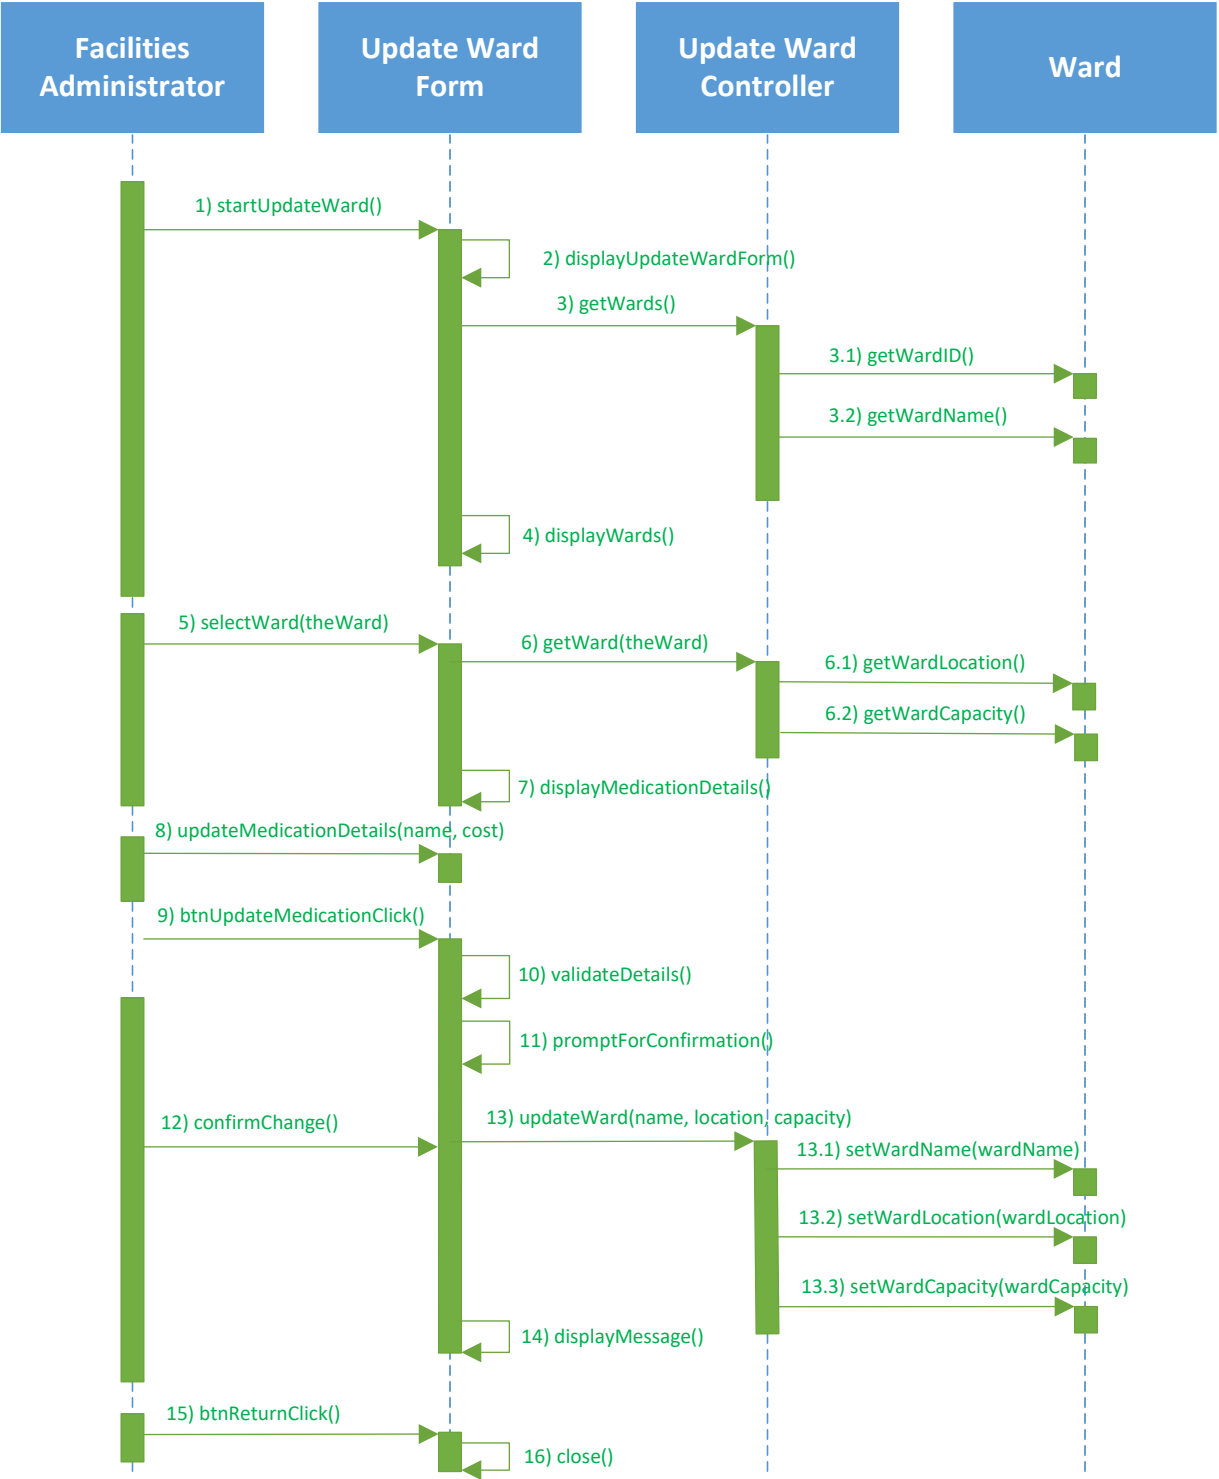 Facilities
Administrator
Update Ward
Form
Update Ward
Controller
Ward
1) startUpdateWard()
2) displayUpdateWardForm()
3) getWards()
3.1) getWardID()
3.2) getWardName()
4) displayWards()
5) selectWard(theWard)
6) getWard(theWard)
6.1) getWardLocation()
6.2) getWardCapacity()
7) displayMedicationDetails()
8) updateMedicationDetails(name, cost)
9) btnUpdateMedicationClick()
10) validateDetails()
11) promptForConfirmation()
12) confirmChange()
13) updateWard(name, location, capacity)
13.1) setWardName(wardName)
13.2) setWardLocation(wardLocation)
13.3) setWardCapacity(wardCapacity)
14) displayMessage()
15) btnReturnClick()
16) close()